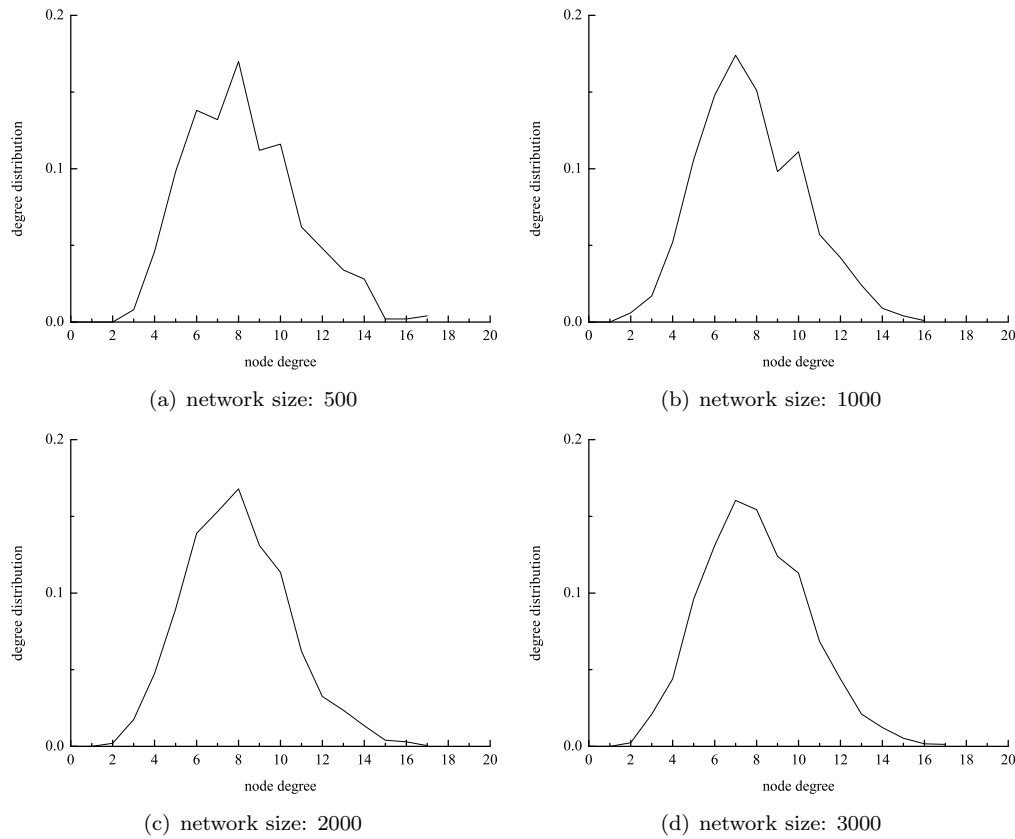 0.2
0.1
0.0
degree distribution
0 2 4 6 8 10 12 14 16 18 20
node degree
(a) network size: 500
0.2
0.1
0.0
degree distribution
0 2 4 6 8 10 12 14 16 18 20
node degree
(b) network size: 1000
0.2
0.1
0.0
degree distribution
0 2 4 6 8 10 12 14 16 18 20
node degree
(c) network size: 2000
0.2
0.1
0.0
degree distribution
0 2 4 6 8 10 12 14 16 18 20
node degree
(d) network size: 3000